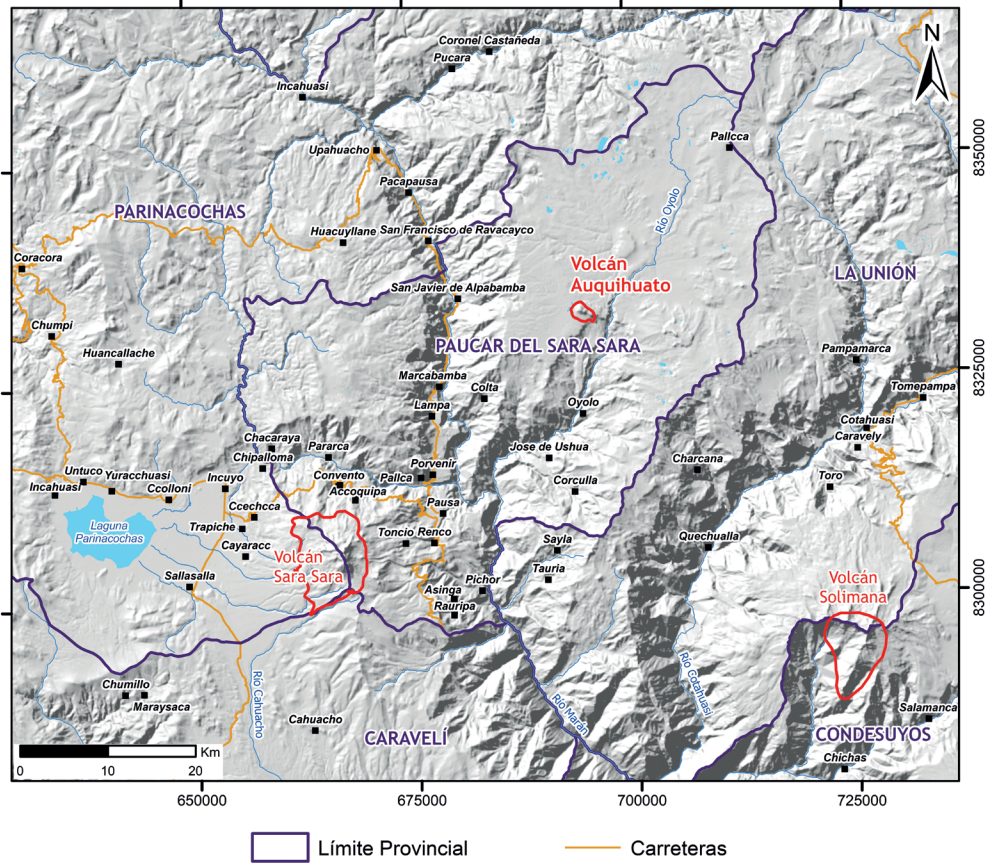 Coronel Castañeda
Pucara
N
Incahuasi
Palicca
Upahuacho
8350000
Pacapausa
PARINACOCHAS
Río Oyolo
Huacuyllane
San Francisco de Ravacayco
Coracora
Volcán
Auquihuato
LA UNIÓN
San Javier de Alpabamba
Chumpi
PAUCAR DEL SARA SARA
Huancallache
Pampamarca
8325000
Marcabamba
Colta
Tomepampa
Lampa
Oyolo
Cotahuasi
Caravely
Chacaraya
Pararca
Jose de Ushua
Chipalloma
Charcana
Porvenir
Untuco
Yuracchuasi
Incuyo
Convento
Pallca
Toro
Incahuasi
Ccolloni
Accoquipa
Corculla
Pausa
Ccechcca
Laguna
Parinacochas
Trapiche
Toncio
Renco
Sayla
Quechualla
Cayaracc
Volcán
Sara Sara
Tauria
Sallasalla
Pichor
Volcán
Solimana
8300000
Asinga
Rauripa
Río Cotahuasi
Río Cahuacho
Chumillo
Maraysaca
Río Marán
Salamanca
Cahuacho
CARAVELÍ
CONDESUYOS
Km
Chichas
0 10 20
650000 675000 700000 725000
Límite Provincial Carreteras